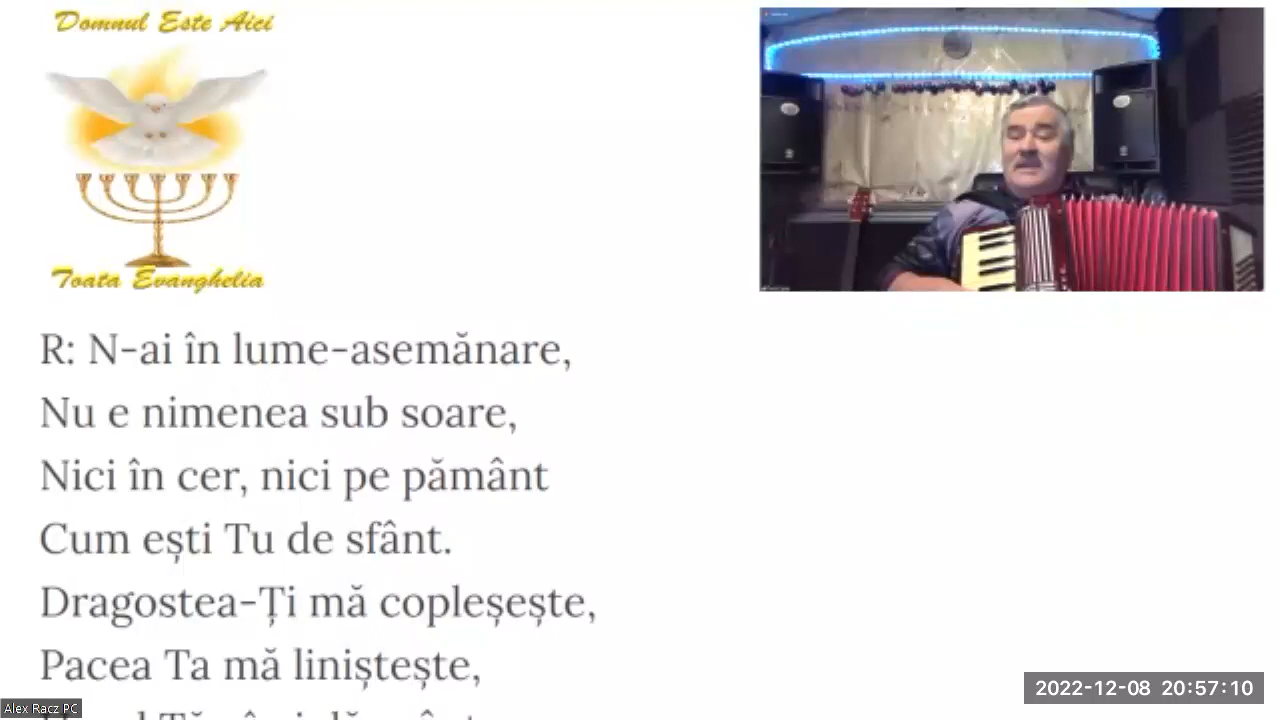 Domnul Este Aici
Toata Evanghelia
R: N-ai în lume-asemănare,
Nu e nimenea sub soare,
Nici în cer, nici pe pământ
Cum ești Tu de sfânt.
Dragostea-Ți mă copleșește,
Pacea Ta mă liniștește,
2022-12-08 20:57:10
Alex Racz PC